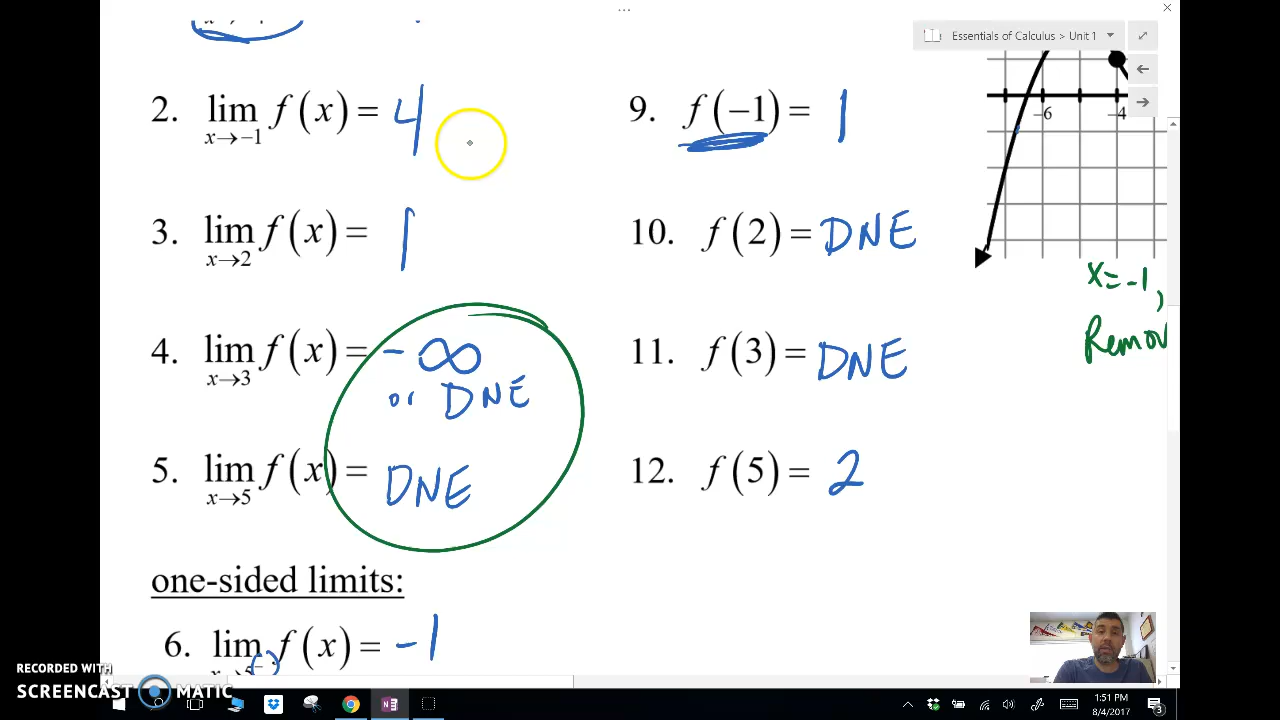 Essentials of Calculus > Unit 1
2. lim f(x) = 4
x→−1
3. lim f(x) = 1
x→2
4. lim f(x) = -∞
x→3
or DNE
5. lim f(x) = DNE
x→5
one-sided limits:
6. lim f(x) = -1
9. f(−1) = 1
10. f(2) = DNE
11. f(3) = DNE
12. f(5) = 2
-6 -4
x=-1,
Remov
RECORDED WITH
SCREENCAST MATIC
1:51 PM
8/4/2017